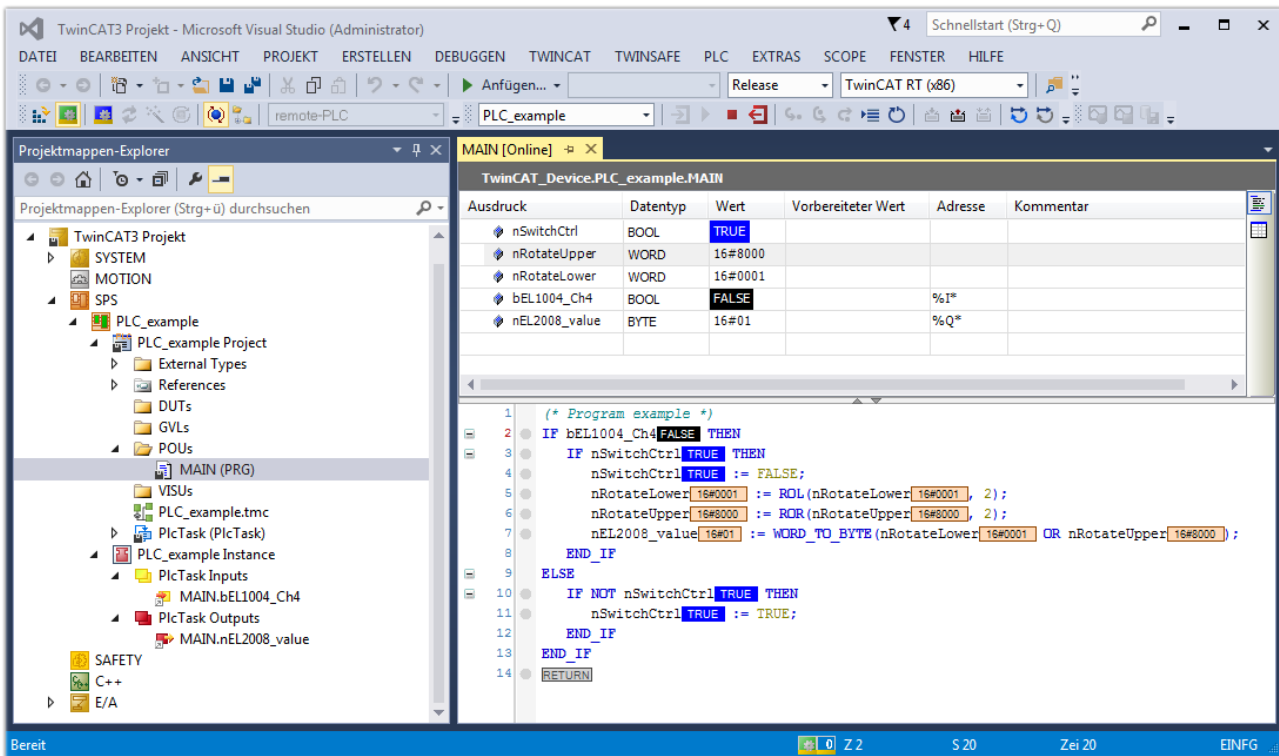 TwinCAT3 Projekt - Microsoft Visual Studio (Administrator) 4 Schnellstart (Strg+Q)
DATEI BEARBEITEN ANSICHT PROJEKT ERSTELLEN DEBUGGEN TWINCAT TWINSAFE PLC EXTRAS SCOPE FENSTER HILFE
Anfügen... Release TwinCAT RT (x86)
remote-PLC PLC_example
Projektmappen-Explorer
Projektmappen-Explorer (Strg+ü) durchsuchen
TwinCAT3 Projekt
SYSTEM
MOTION
SPS
PLC_example
PLC_example Project
External Types
References
DUTs
GVLs
POUs
MAIN (PRG)
VISUs
PLC_example.tmc
PlcTask (PlcTask)
PLC_example Instance
PlcTask Inputs
MAIN.bEL1004_Ch4
PlcTask Outputs
MAIN.nEL2008_value
SAFETY
C++
E/A
MAIN [Online]
TwinCAT_Device.PLC_example.MAIN
Ausdruck Datentyp Wert Vorbereiteter Wert Adresse Kommentar
nSwitchCtrl BOOL TRUE
nRotateUpper WORD 16#8000
nRotateLower WORD 16#0001
bEL1004_Ch4 BOOL FALSE %I*
nEL2008_value BYTE 16#01 %Q*
1 (* Program example *)
2 IF bEL1004_Ch4 FALSE THEN
3 IF nSwitchCtrl TRUE THEN
4 nSwitchCtrl TRUE := FALSE;
5 nRotateLower 16#0001 := ROL(nRotateLower 16#0001 , 2);
6 nRotateUpper 16#8000 := ROR(nRotateUpper 16#8000 , 2);
7 nEL2008_value 16#01 := WORD_TO_BYTE(nRotateLower 16#0001 OR nRotateUpper 16#8000 );
8 END_IF
9 ELSE
10 IF NOT nSwitchCtrl TRUE THEN
11 nSwitchCtrl TRUE := TRUE;
12 END_IF
13 END_IF
14 RETURN
Bereit 0 Z 2 S 20 Zei 20 EINFG